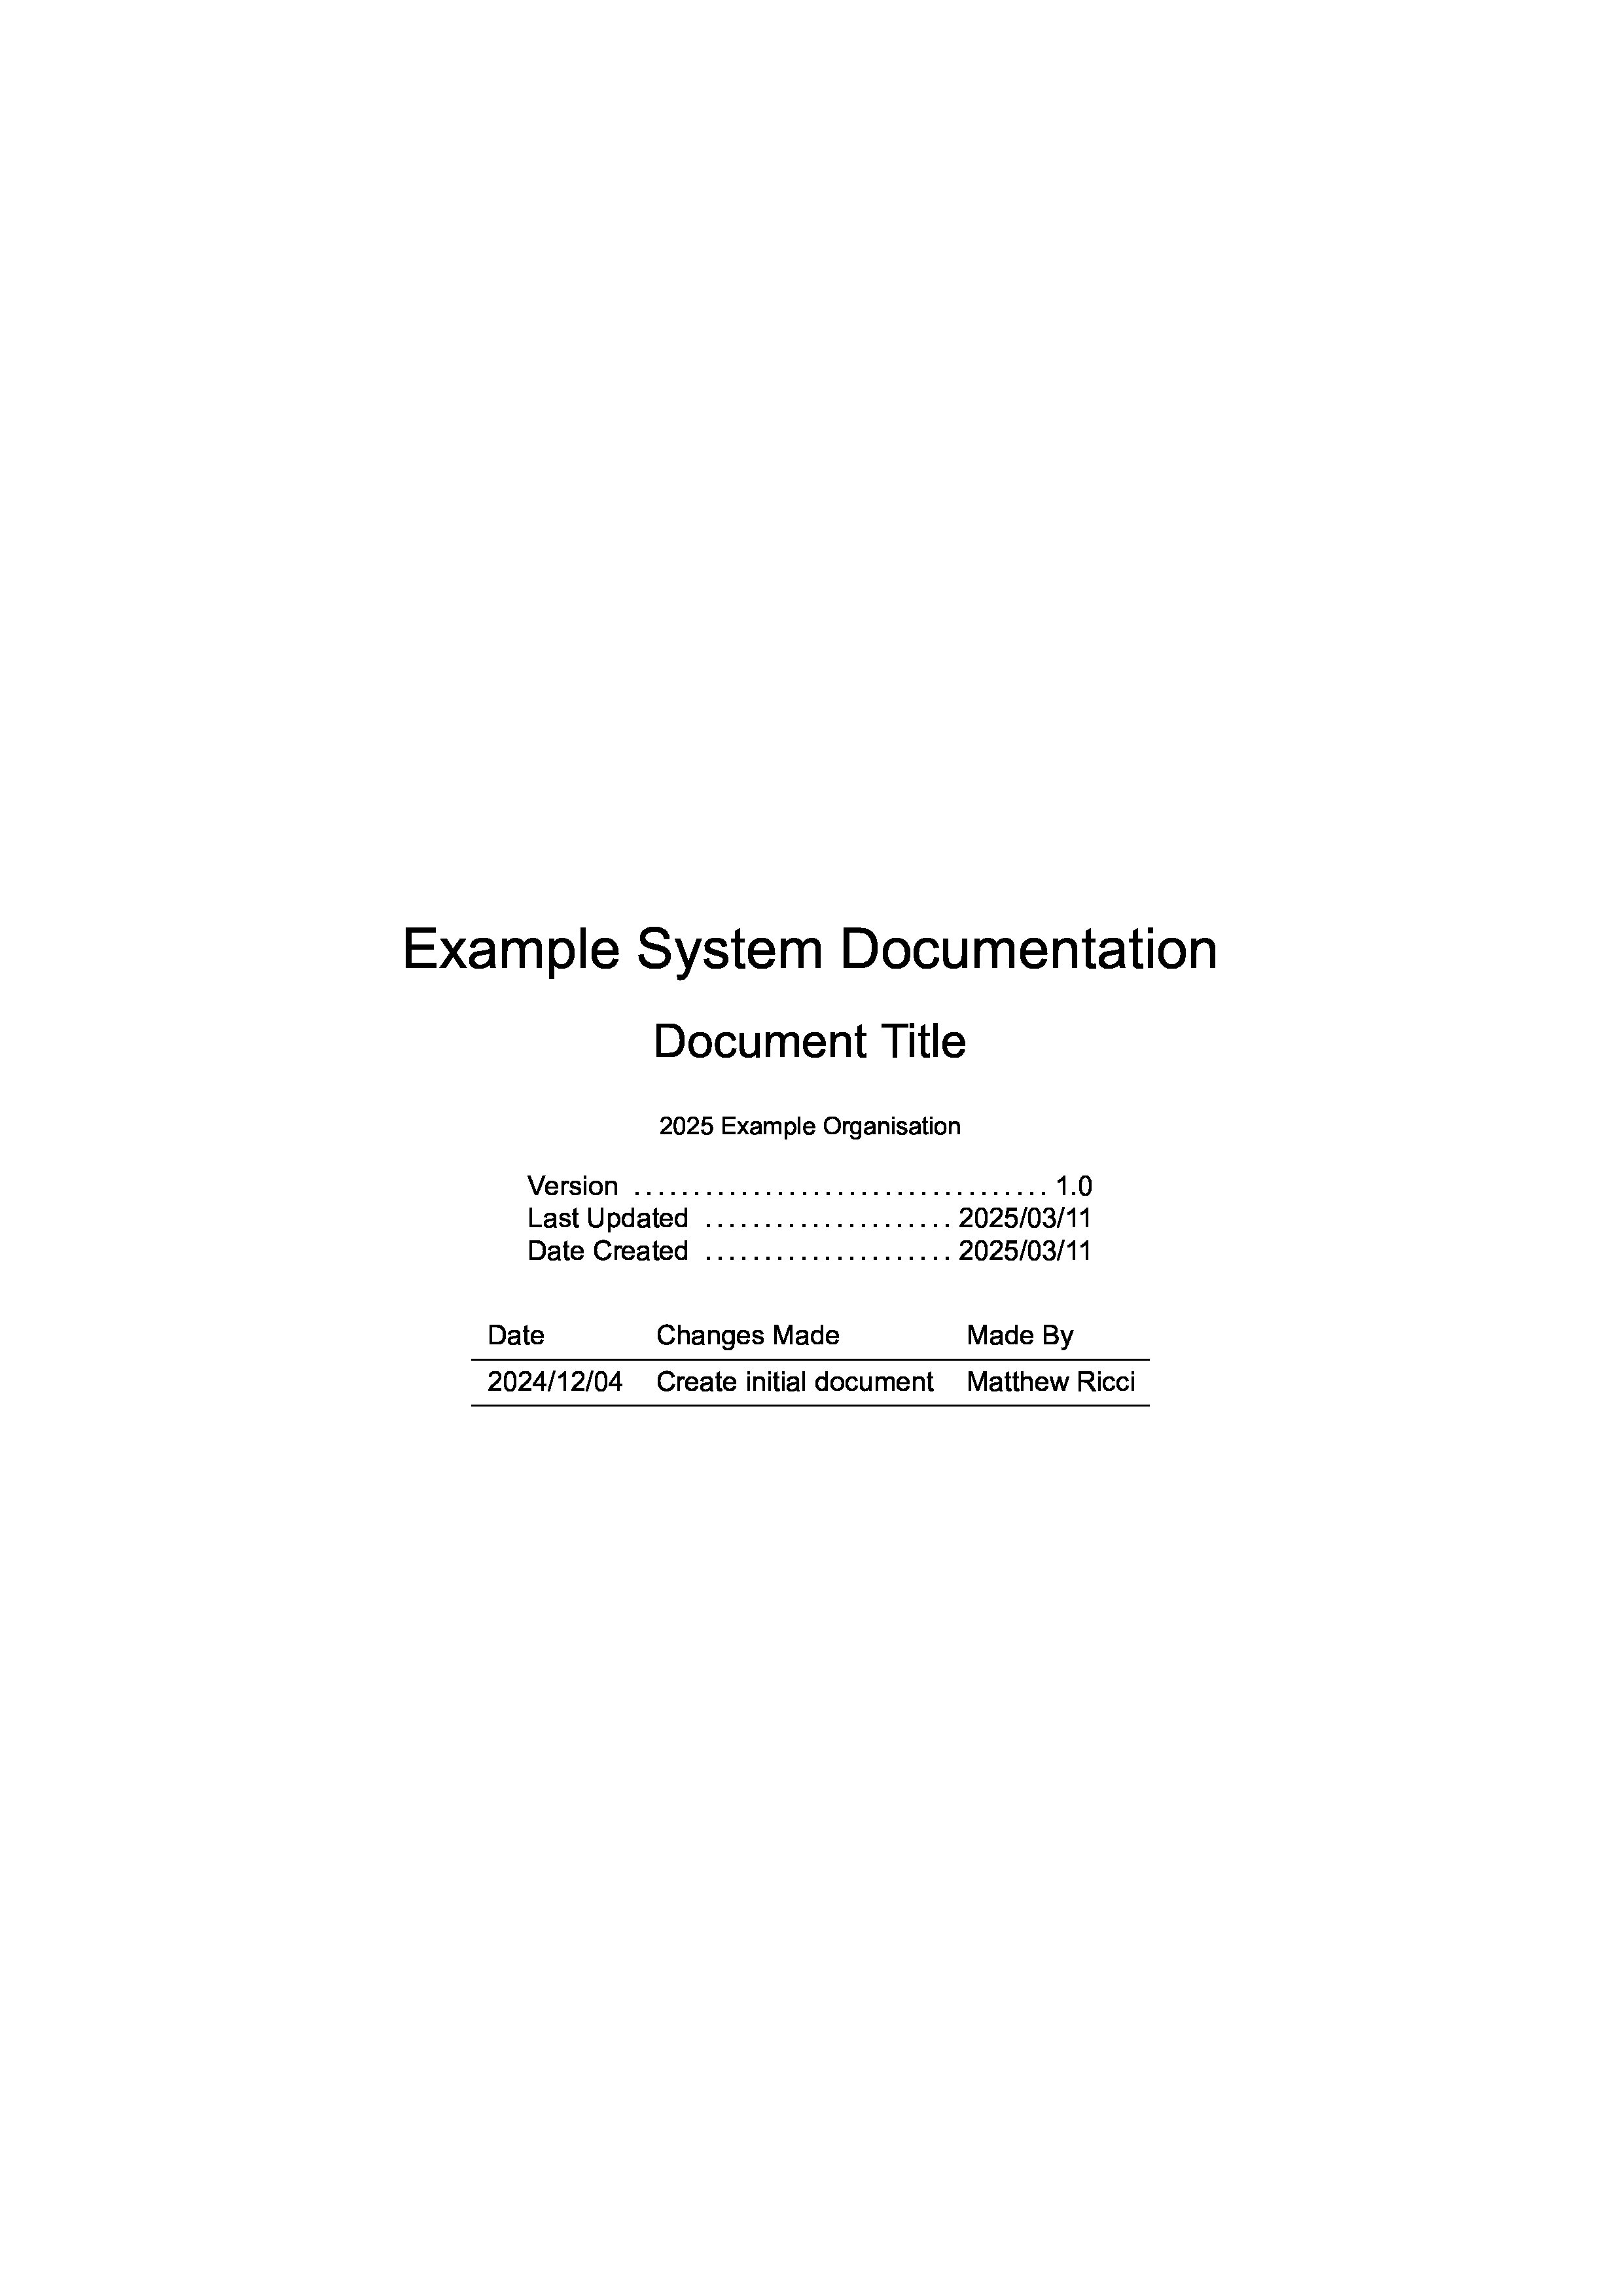 Example System Documentation
Document Title
2025 Example Organisation
Version ................................... 1.0
Last Updated ..................... 2025/03/11
Date Created ..................... 2025/03/11
Date Changes Made Made By
2024/12/04 Create initial document Matthew Ricci